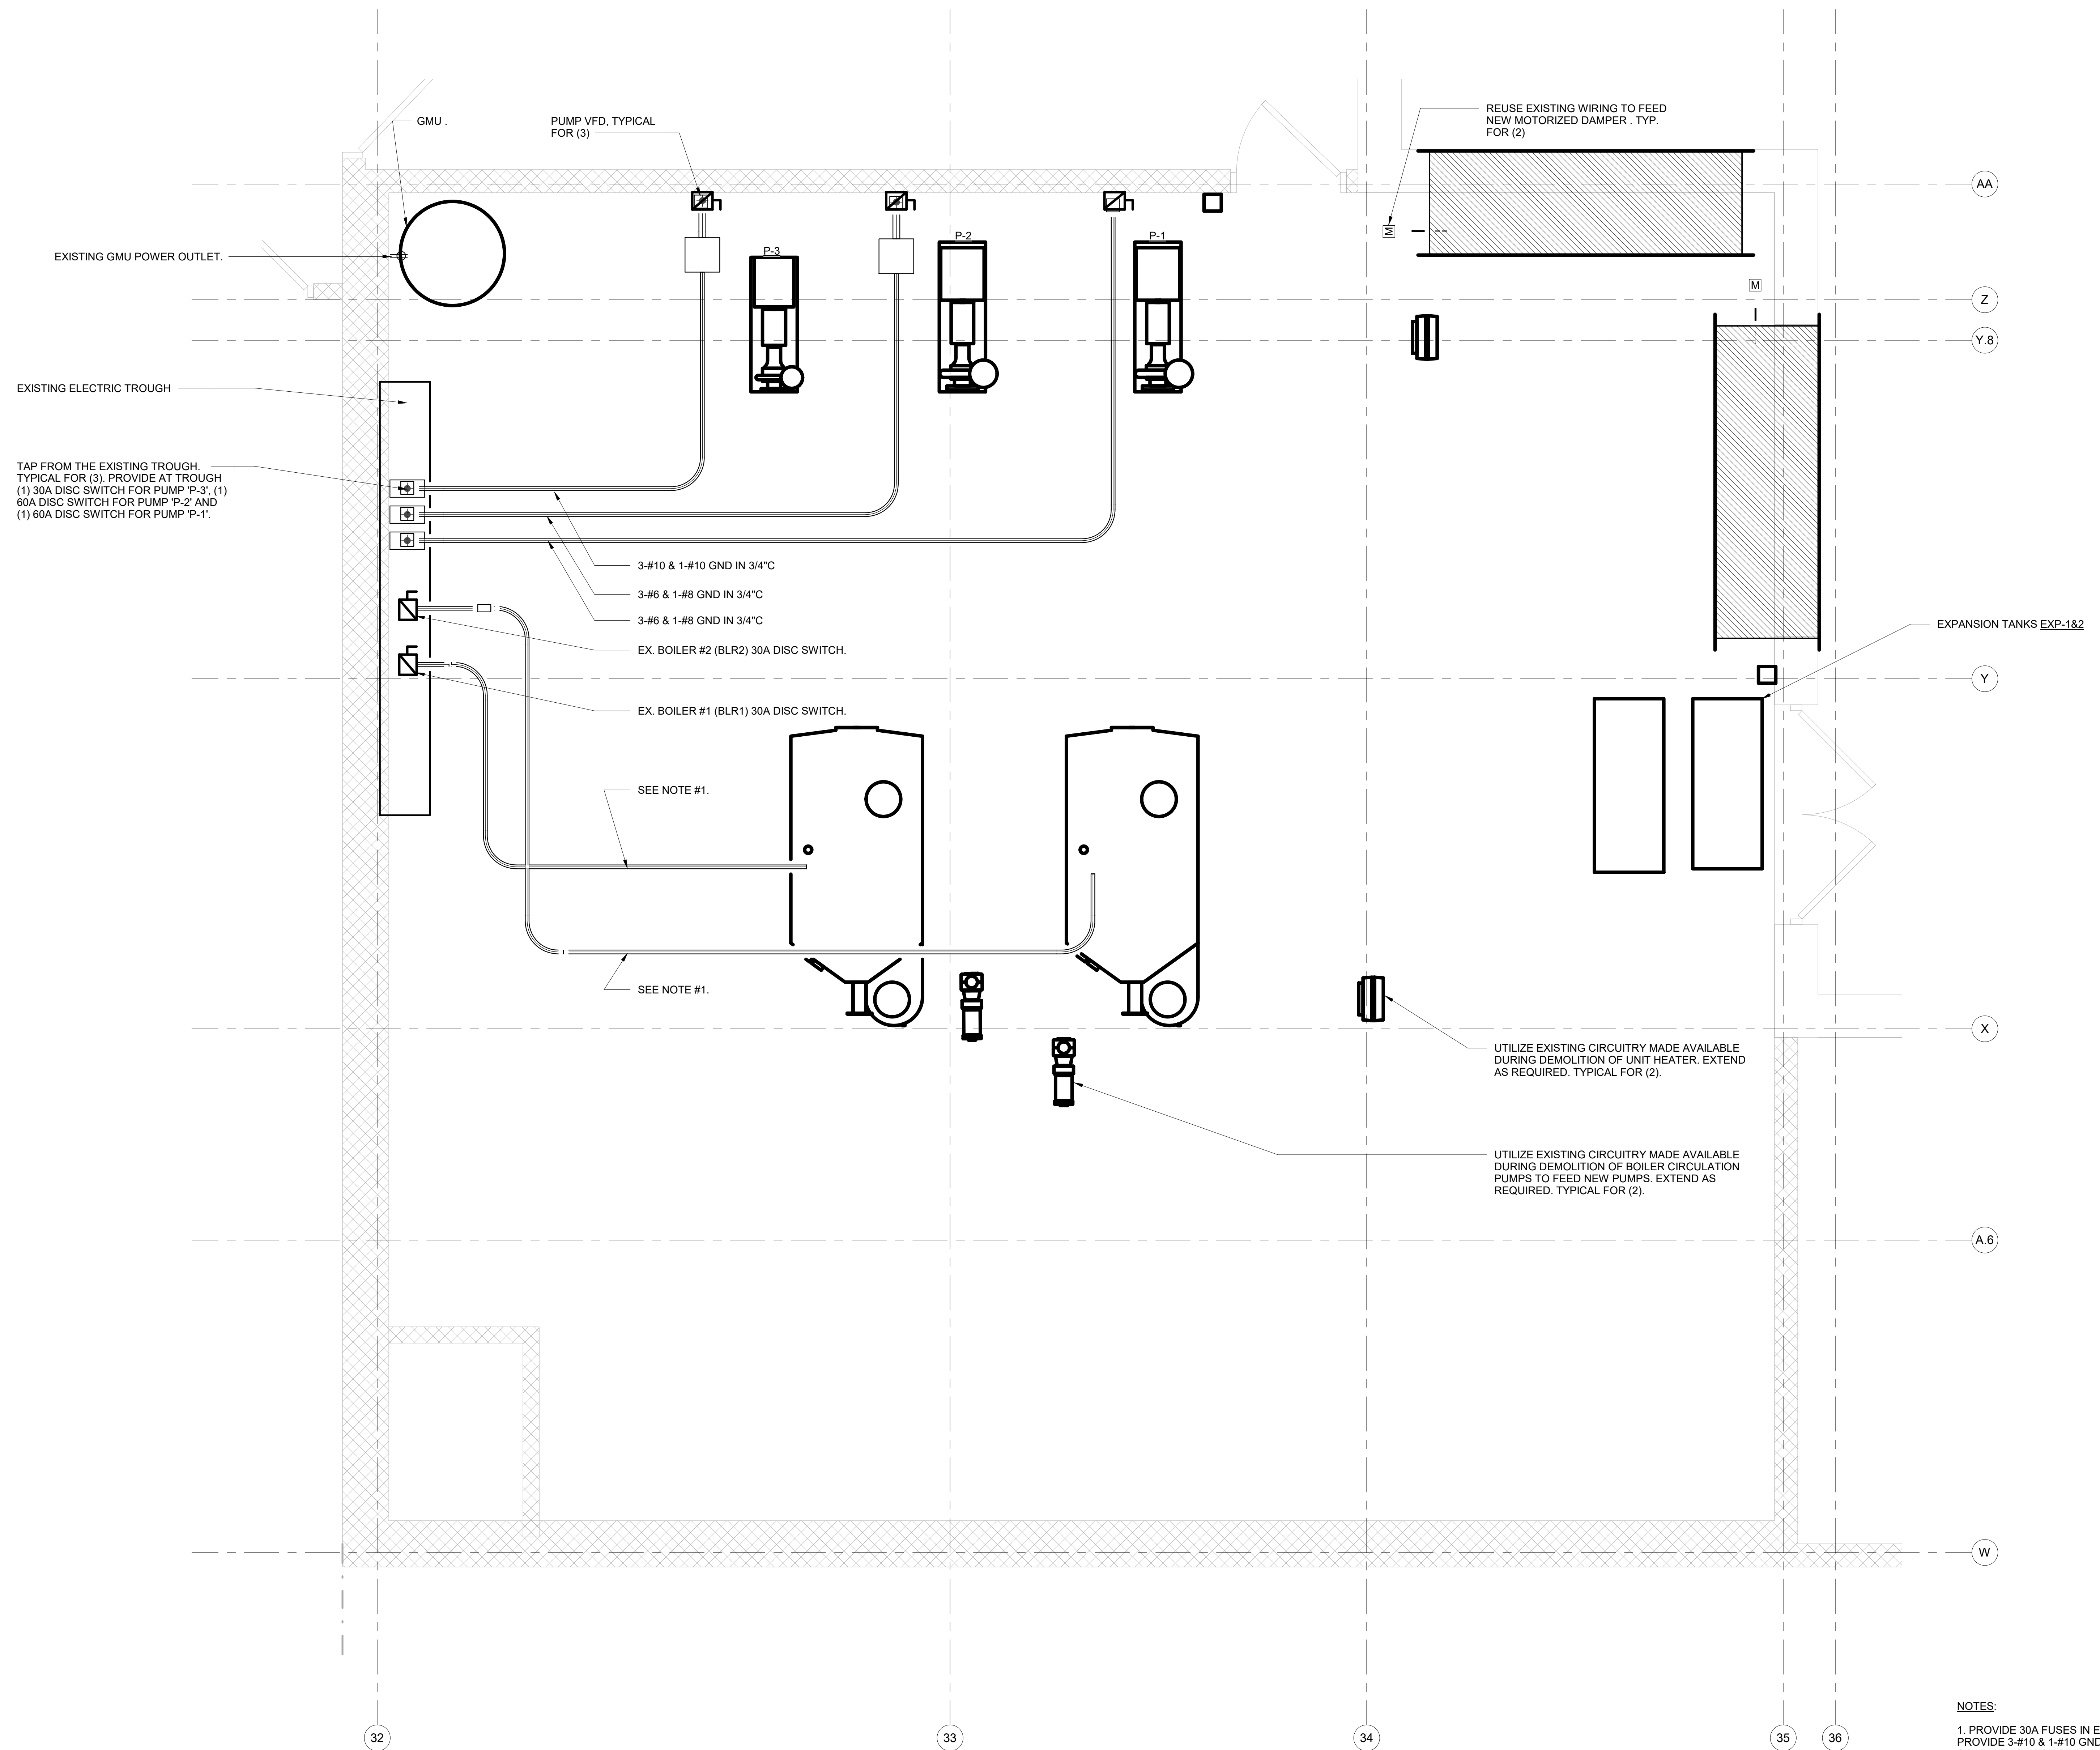 GMU .
PUMP VFD, TYPICAL
FOR (3)
REUSE EXISTING WIRING TO FEED
NEW MOTORIZED DAMPER . TYP.
FOR (2)
AA
EXISTING GMU POWER OUTLET.
P-3
P-2
P-1
M
M
Z
Y.8
EXISTING ELECTRIC TROUGH
TAP FROM THE EXISTING TROUGH.
TYPICAL FOR (3). PROVIDE AT TROUGH
(1) 30A DISC SWITCH FOR PUMP 'P-3', (1)
60A DISC SWITCH FOR PUMP 'P-2' AND
(1) 60A DISC SWITCH FOR PUMP 'P-1'.
3-#10 & 1-#10 GND IN 3/4"C
3-#6 & 1-#8 GND IN 3/4"C
3-#6 & 1-#8 GND IN 3/4"C
EX. BOILER #2 (BLR2) 30A DISC SWITCH.
EX. BOILER #1 (BLR1) 30A DISC SWITCH.
EXPANSION TANKS EXP-1&2
Y
SEE NOTE #1.
SEE NOTE #1.
X
UTILIZE EXISTING CIRCUITRY MADE AVAILABLE
DURING DEMOLITION OF UNIT HEATER. EXTEND
AS REQUIRED. TYPICAL FOR (2).
UTILIZE EXISTING CIRCUITRY MADE AVAILABLE
DURING DEMOLITION OF BOILER CIRCULATION
PUMPS TO FEED NEW PUMPS. EXTEND AS
REQUIRED. TYPICAL FOR (2).
A.6
W
32
33
34
35
36
NOTES:
1. PROVIDE 30A FUSES IN
PROVIDE 3-#10 & 1-#10